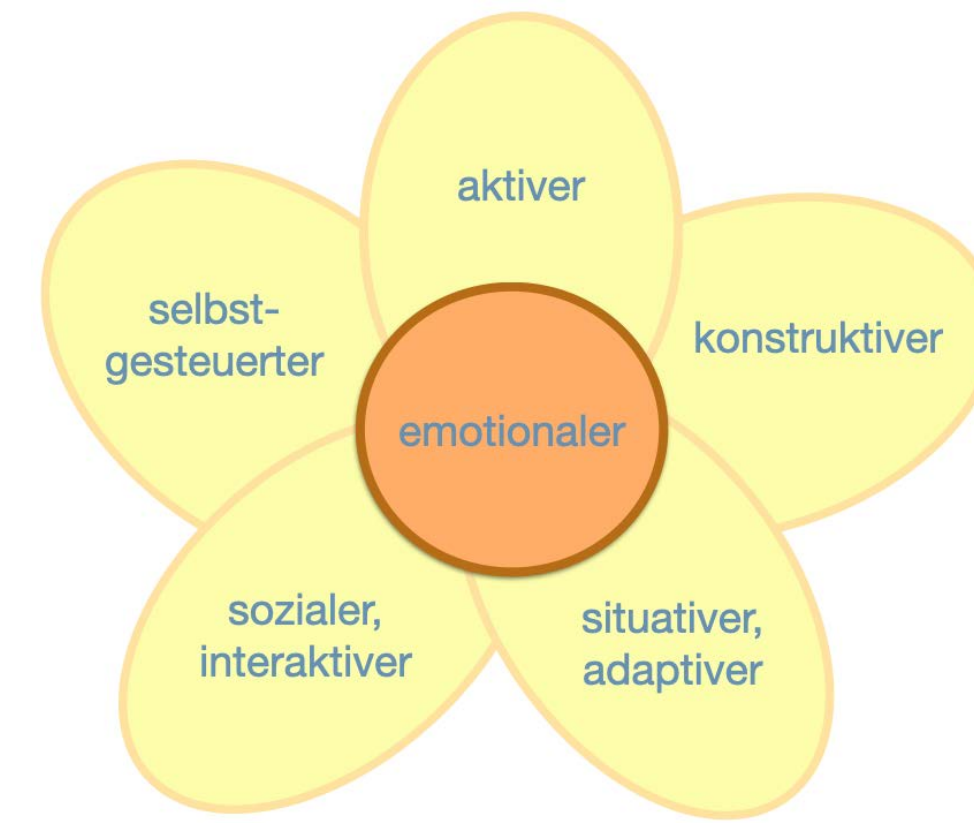 aktiver
selbst-
gesteuerter
konstruktiver
emotionaler
sozialer,
interaktiver
situativer,
adaptiver